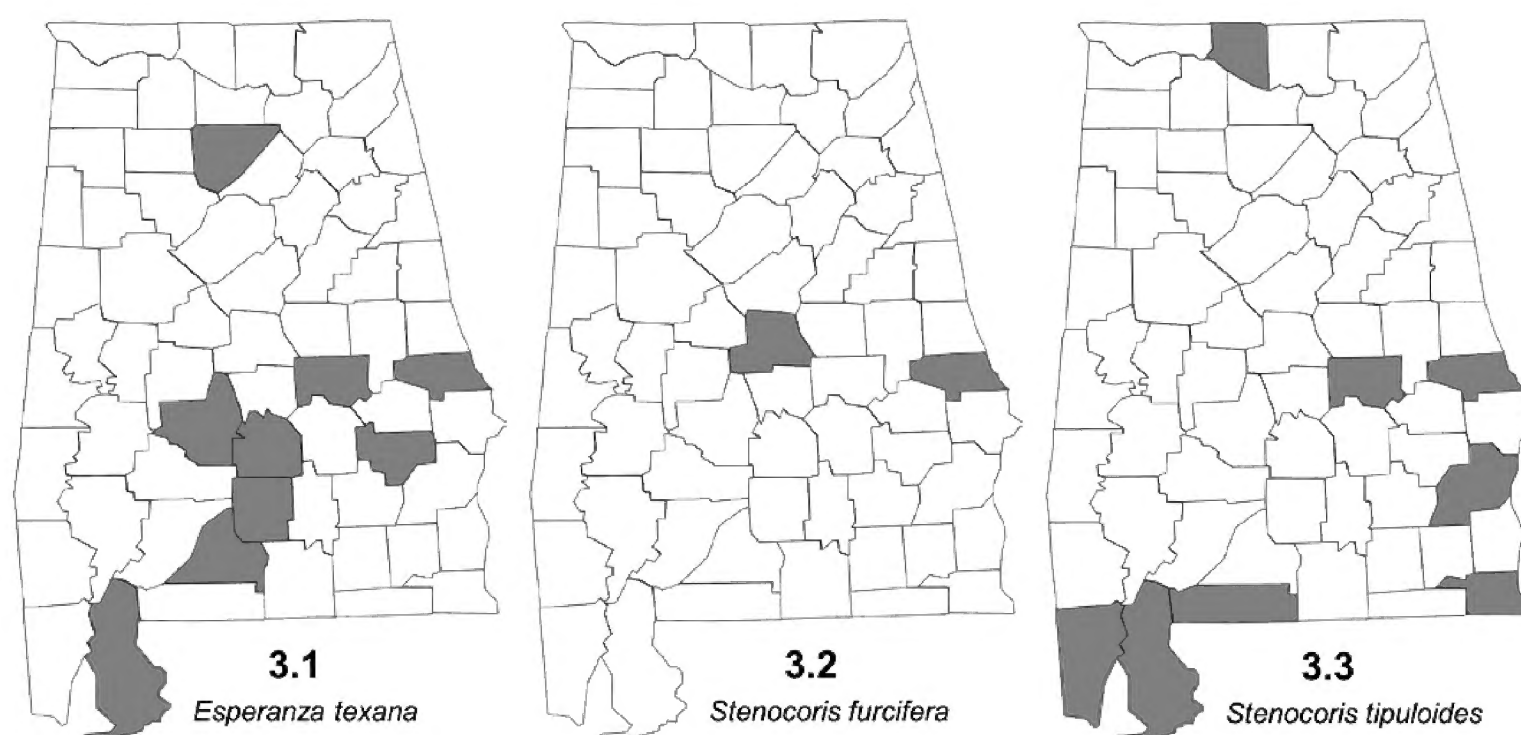 3.1
Esperanza texana
3.2
Stenocoris furcifera
3.3
Stenocoris tipuloides